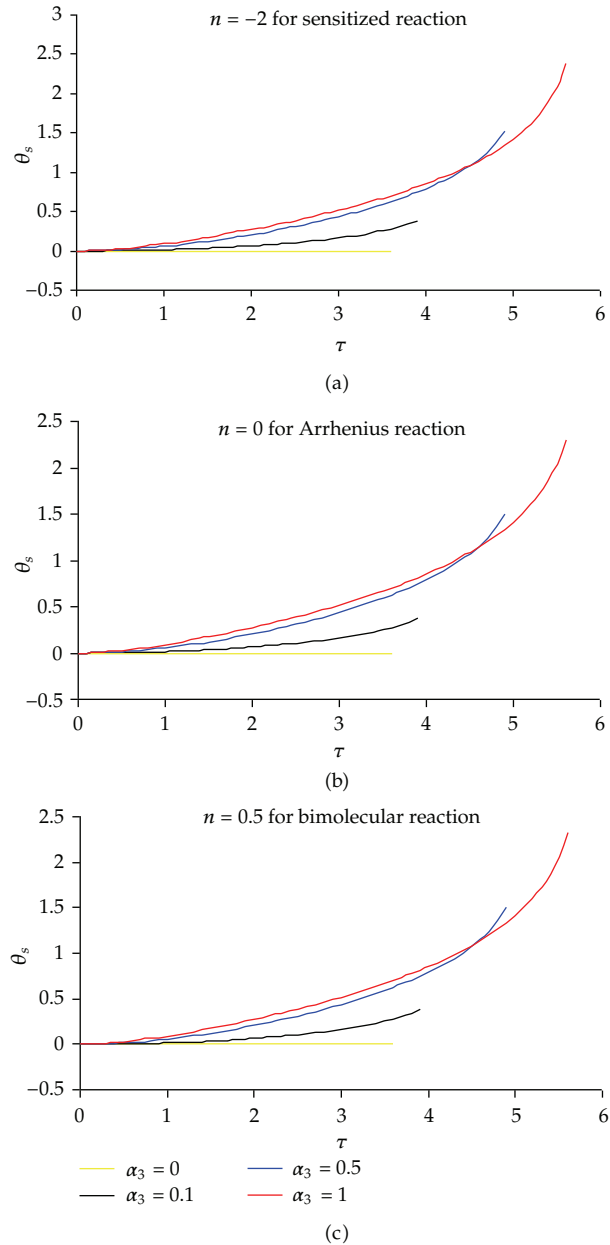 n = −2 for sensitized reaction
3
2.5
2
1.5
1
0.5
0
−0.5
θs
0 1 2 3 4 5 6
τ
(a)
n = 0 for Arrhenius reaction
2.5
2
1.5
1
0.5
0
−0.5
θs
0 1 2 3 4 5 6
τ
(b)
n = 0.5 for bimolecular reaction
2.5
2
1.5
1
0.5
0
−0.5
θs
0 1 2 3 4 5 6
τ
α3 = 0 α3 = 0.5
α3 = 0.1 α3 = 1
(c)